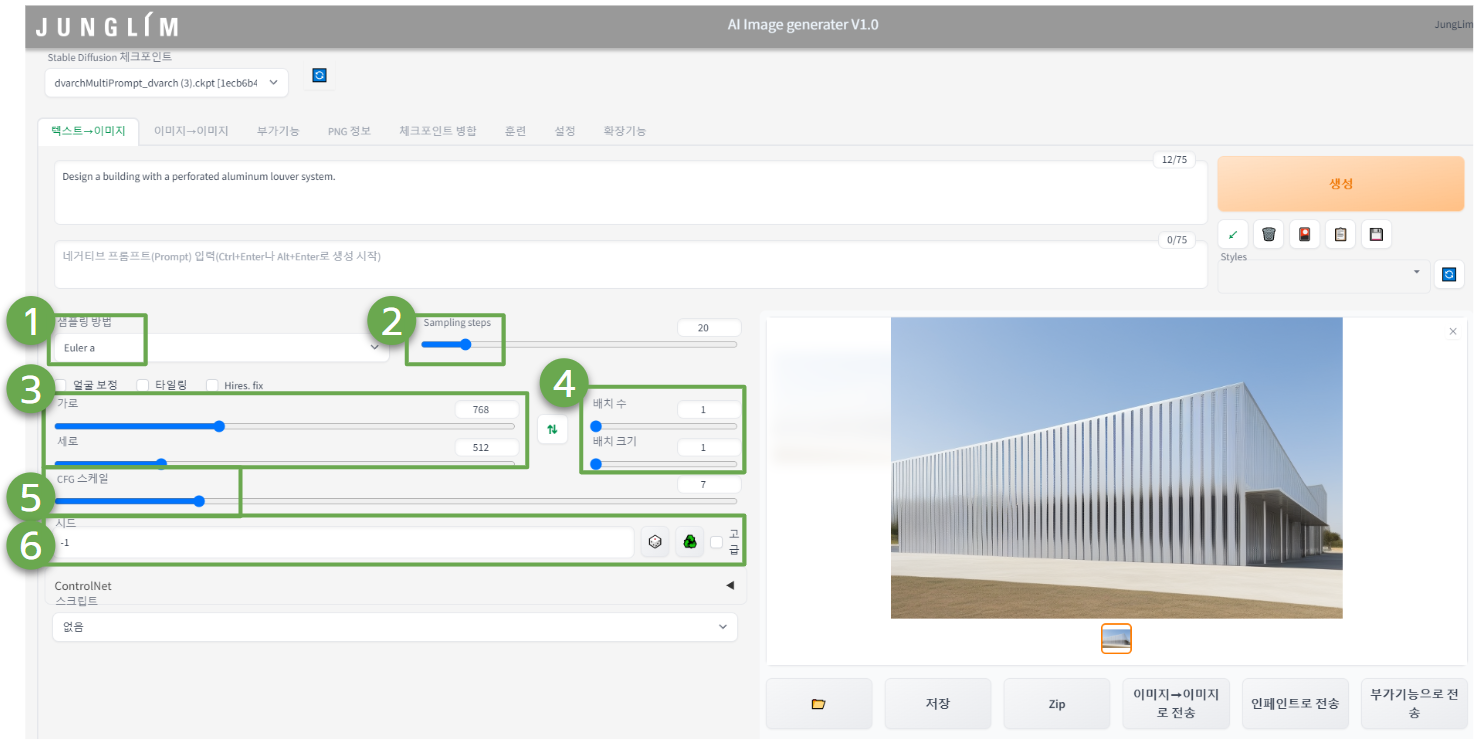 JUNGLÍM
AI Image generater V1.0
JungLim
Stable Diffusion 체크포인트
dvarchMultiPrompt_dvarch (3).ckpt [1ecb6b4
텍스트→이미지 이미지→이미지 부가기능 PNG 정보 체크포인트 병합 훈련 설정 확장기능
12/75
Design a building with a perforated aluminum louver system.
생성
0/75
네거티브 프롬프트(Prompt) 입력(Ctrl+Enter나 Alt+Enter로 생성 시작)
Styles
1
샘플링 방법
Euler a
2
Sampling steps
20
얼굴 보정 타일링 Hires. fix
3
가로
768
세로
512
4
배치 수
1
배치 크기
1
5
CFG 스케일
7
6
시드
-1
고
급
ControlNet
스크립트
없음
저장
Zip
이미지→이미지
로 전송
인페인트로 전송
부가기능으로 전
송